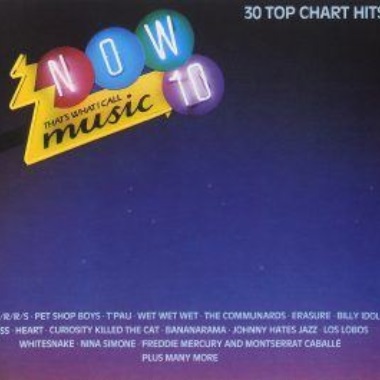 30 TOP CHART HITS
NOW
THAT'S WHAT I CALL
music 10
/R/R/S · PET SHOP BOYS · T'PAU · WET WET WET · THE COMMUNARDS · ERASURE · BILLY IDOL
SS · HEART · CURIOSITY KILLED THE CAT · BANANARAMA · JOHNNY HATES JAZZ · LOS LOBOS
WHITESNAKE · NINA SIMONE · FREDDIE MERCURY AND MONTSERRAT CABALLÉ
PLUS MANY MORE